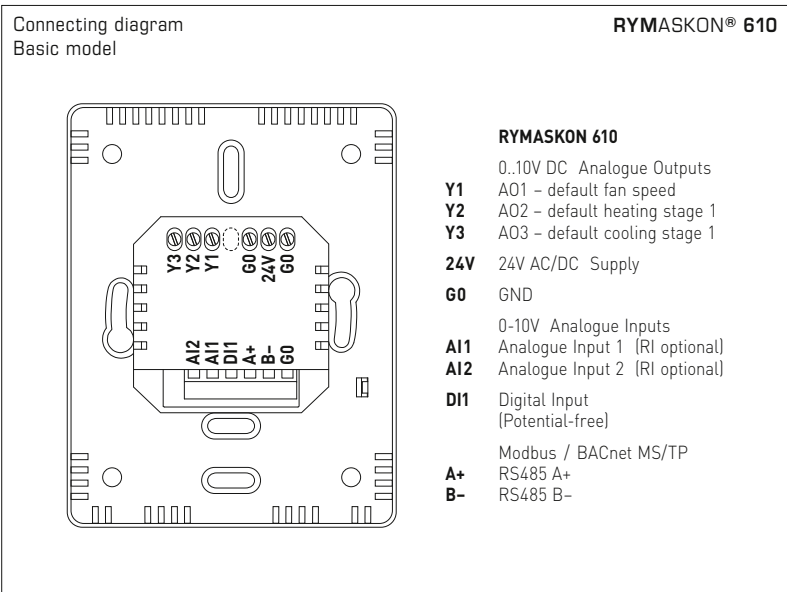 Connecting diagram
Basic model
RYMASKON® 610
Y3 Y2 Y1 G0 24V G0
AI2 AI1 DI1 A+ B– G0
RYMASKON 610
0..10V DC Analogue Outputs
Y1 AO1 – default fan speed
Y2 AO2 – default heating stage 1
Y3 AO3 – default cooling stage 1
24V 24V AC/DC Supply
G0 GND
0-10V Analogue Inputs
AI1 Analogue Input 1 (RI optional)
AI2 Analogue Input 2 (RI optional)
DI1 Digital Input
(Potential-free)
Modbus / BACnet MS/TP
A+ RS485 A+
B– RS485 B–